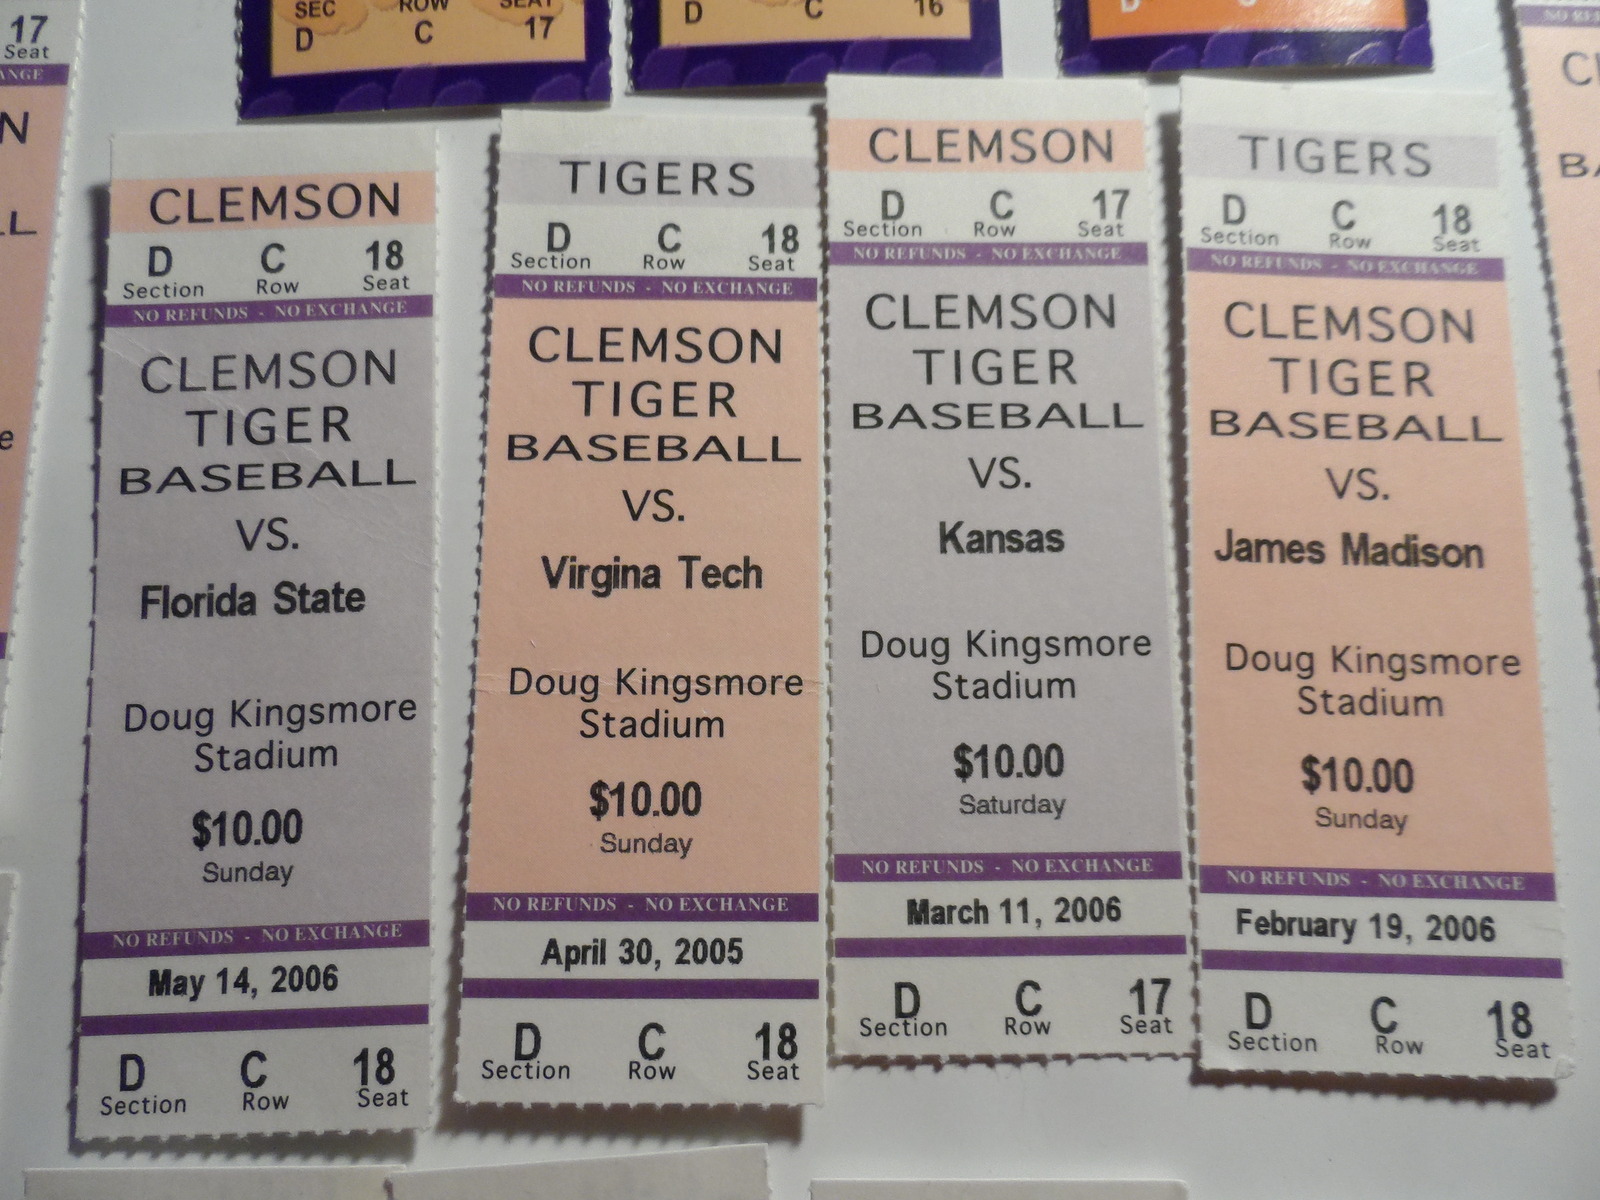 SEC ROW SEAT
D C 17
D C 16
17
Seat
CLEMSON
D C 18
Section Row Seat
NO REFUNDS - NO EXCHANGE
CLEMSON
TIGER
BASEBALL
VS.
Florida State
Doug Kingsmore
Stadium
$10.00
Sunday
NO REFUNDS - NO EXCHANGE
May 14, 2006
D C 18
Section Row Seat
TIGERS
D C 18
Section Row Seat
NO REFUNDS - NO EXCHANGE
CLEMSON
TIGER
BASEBALL
VS.
Virgina Tech
Doug Kingsmore
Stadium
$10.00
Sunday
NO REFUNDS - NO EXCHANGE
April 30, 2005
D C 18
Section Row Seat
CLEMSON
D C 17
Section Row Seat
NO REFUNDS - NO EXCHANGE
CLEMSON
TIGER
BASEBALL
VS.
Kansas
Doug Kingsmore
Stadium
$10.00
Saturday
NO REFUNDS - NO EXCHANGE
March 11, 2006
D C 17
Section Row Seat
TIGERS
D C 18
Section Row Seat
NO REFUNDS - NO EXCHANGE
CLEMSON
TIGER
BASEBALL
VS.
James Madison
Doug Kingsmore
Stadium
$10.00
Sunday
NO REFUNDS - NO EXCHANGE
February 19, 2006
D C 18
Section Row Seat